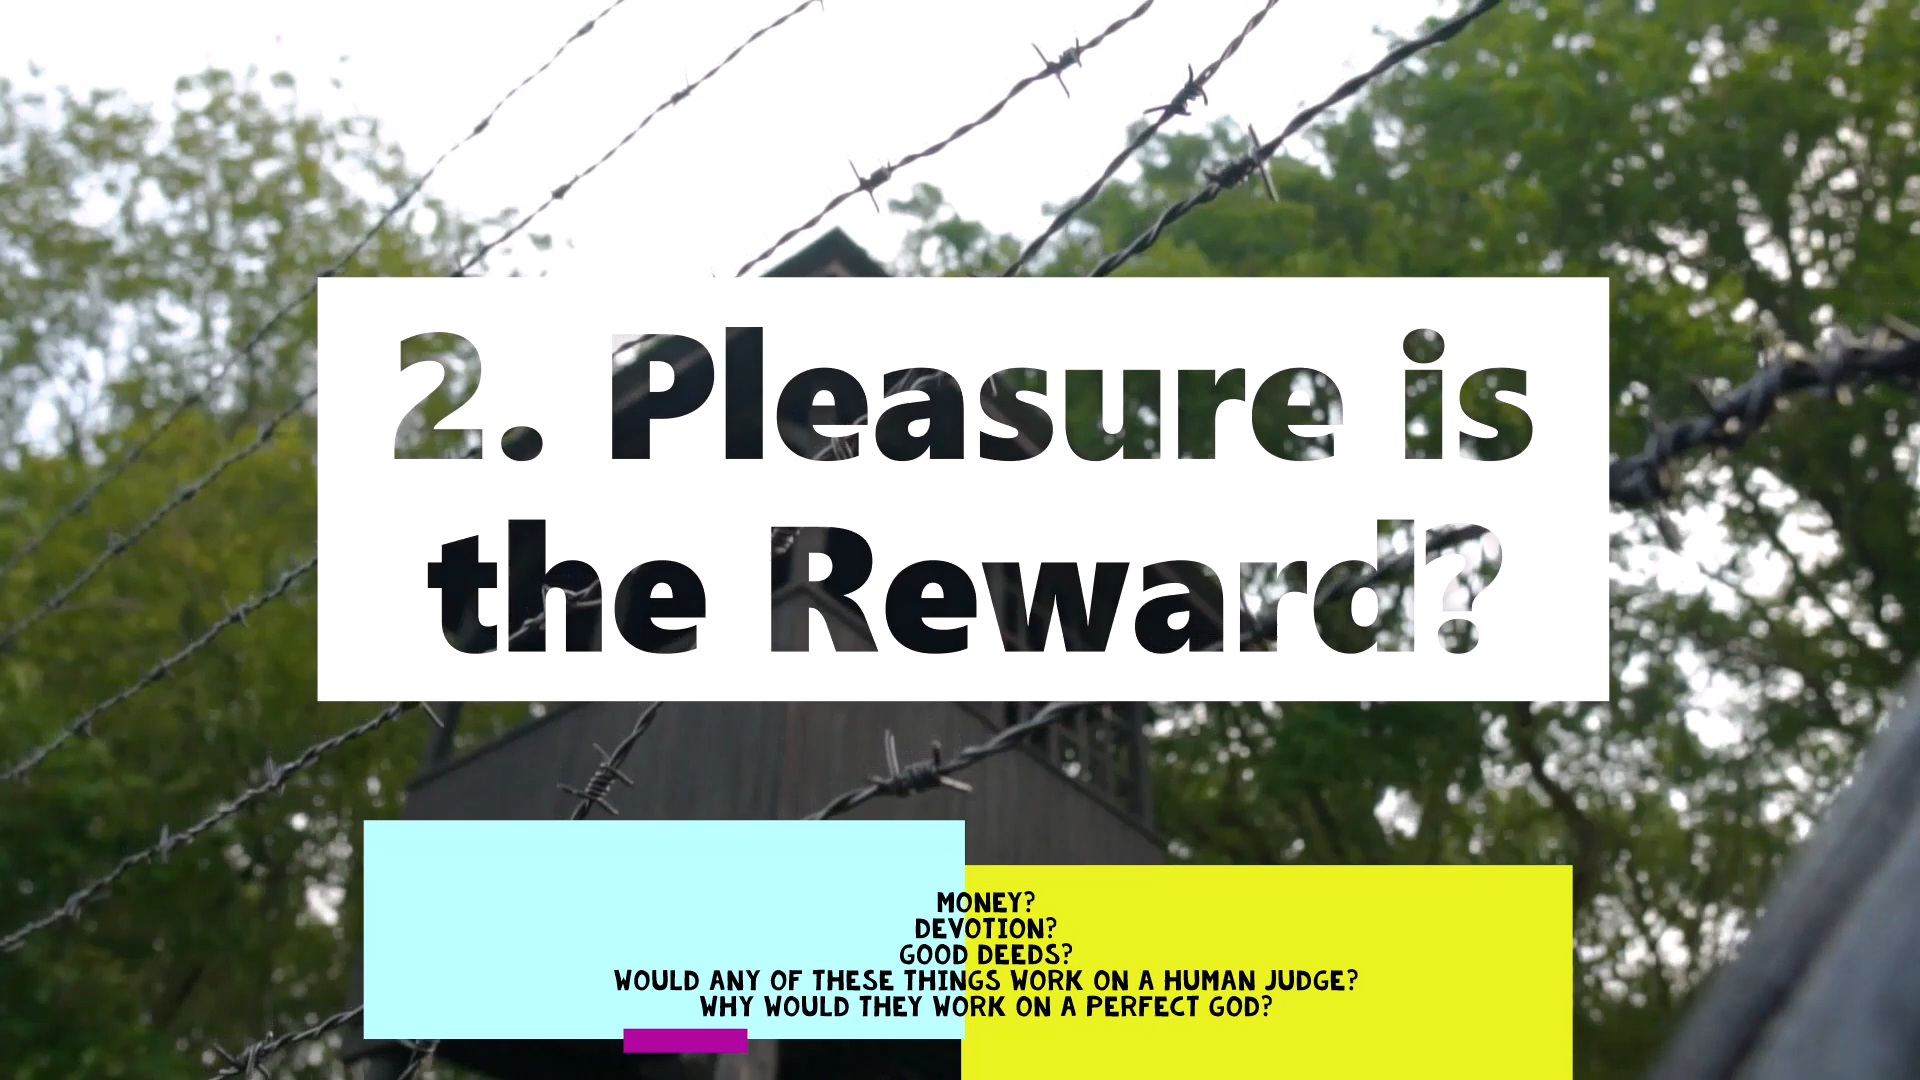 2. Pleasure is
the Reward?
MONEY?
DEVOTION?
GOOD DEEDS?
WOULD ANY OF THESE THINGS WORK ON A HUMAN JUDGE?
WHY WOULD THEY WORK ON A PERFECT GOD?